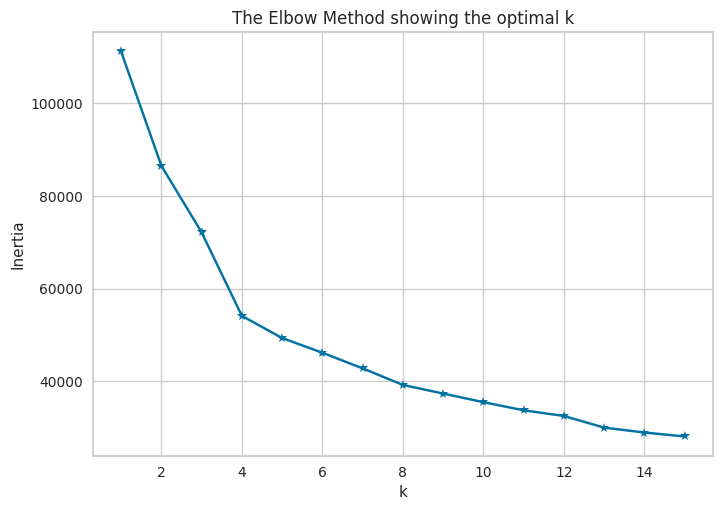 The Elbow Method showing the optimal k
Inertia
100000
80000
60000
40000
2 4 6 8 10 12 14
k